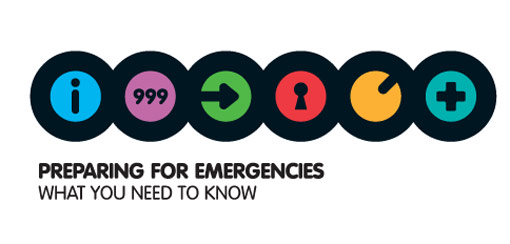 i 999
PREPARING FOR EMERGENCIES
WHAT YOU NEED TO KNOW